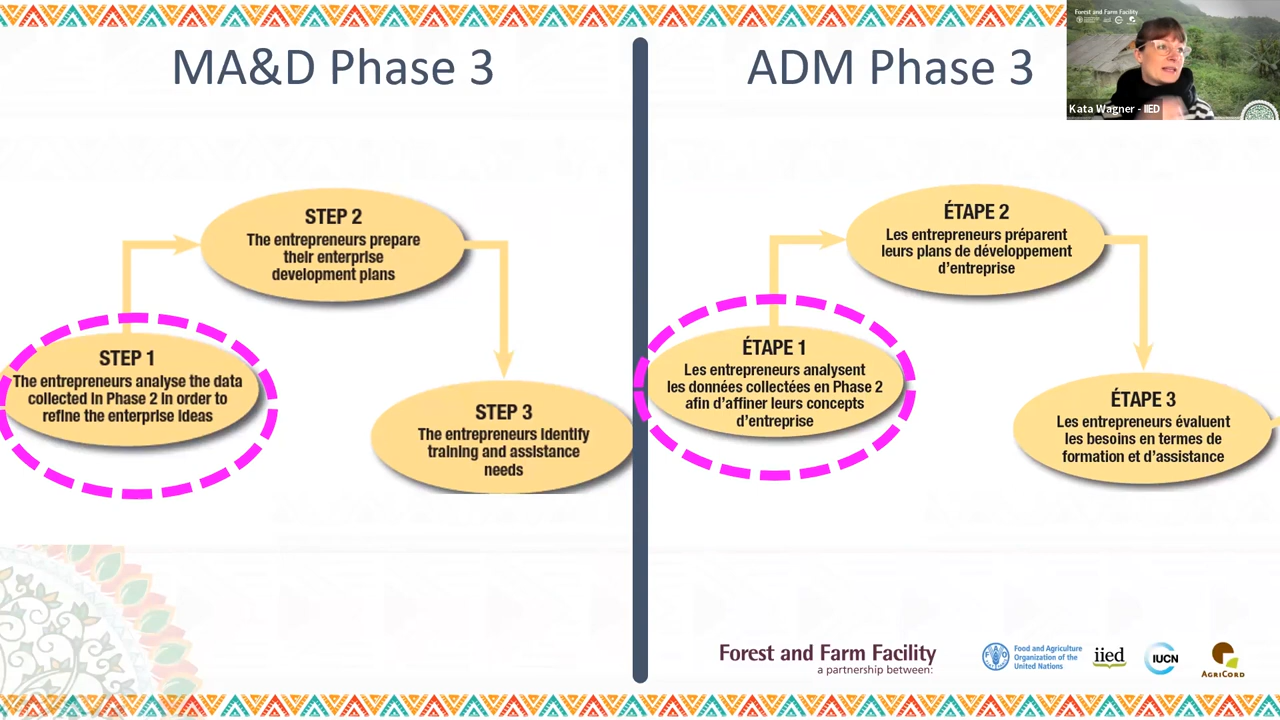 MA&D Phase 3
STEP 2
The entrepreneurs prepare
their enterprise
development plans
STEP 1
The entrepreneurs analyse the data
collected in Phase 2 in order to
refine the enterprise ideas
STEP 3
The entrepreneurs identify
training and assistance
needs
ADM Phase 3
ÉTAPE 2
Les entrepreneurs préparent
leurs plans de développement
d'entreprise
ÉTAPE 1
Les entrepreneurs analysent
les données collectées en Phase 2
afin d'affiner leurs concepts
d'entreprise
ÉTAPE 3
Les entrepreneurs évaluent
les besoins en termes de
formation et d'assistance
Forest and Farm Facility
Kata Wagner - IIED
Forest and Farm Facility
a partnership between:
Food and Agriculture
Organization of the
United Nations
iied
IUCN
AGRICORD